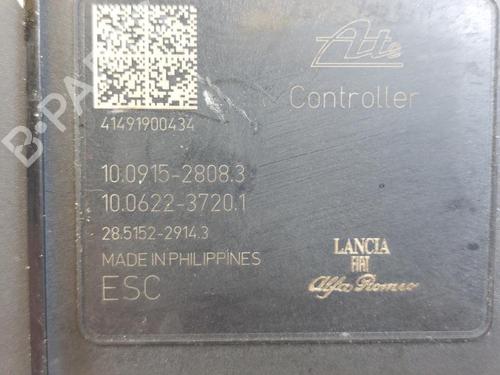 Ate
Controller
41491900434
10.0915-2808.3
10.0622-3720.1
28.5152-2914.3
MADE IN PHILIPPINES
ESC
LANCIA
FIAT
Alfa Romeo
B-PARTS